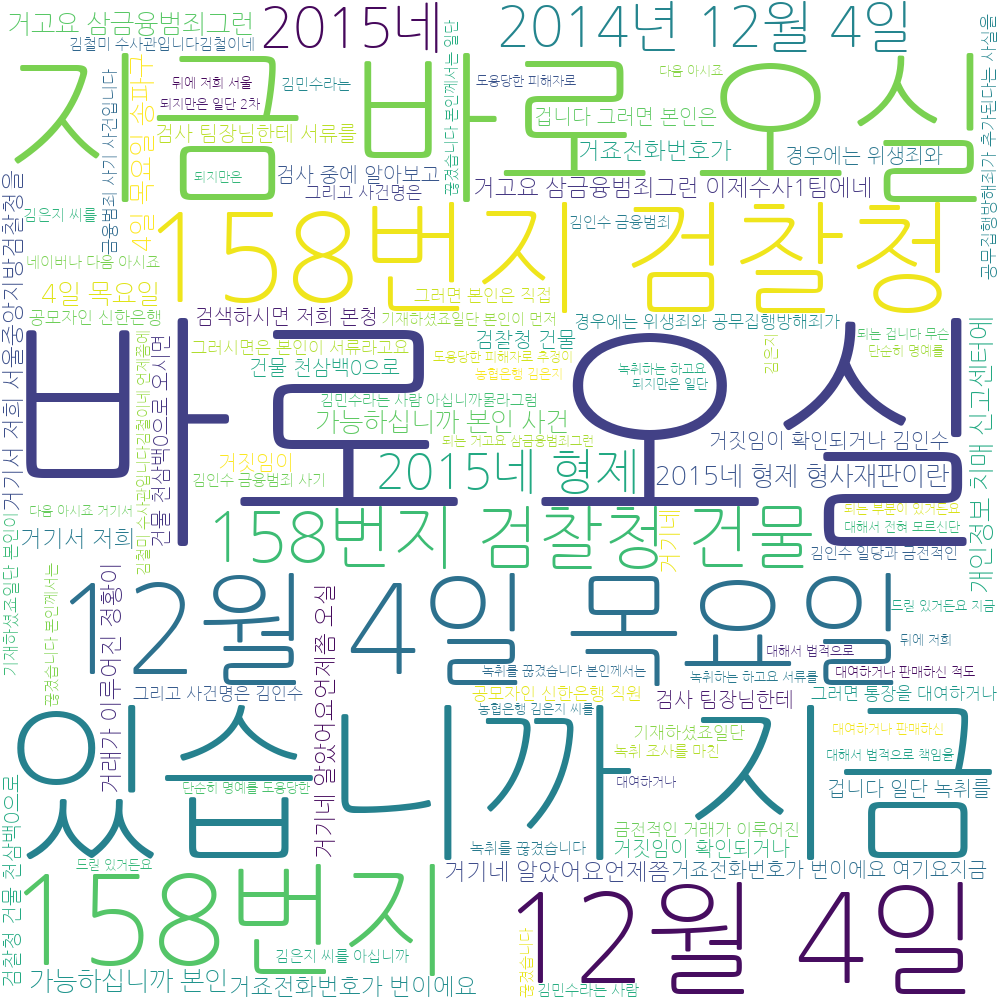 거고요 삼금융범죄그런
2015네
2014년 12월 4일
김철미 수사관입니다김철이네
뒤에 저희 서울
김민수라는
도용당한 피해자로
다음 아시죠
지금 바로 오실
되지만은 일단 2차
겁니다 그러면 본인은
검사 팀장님한테 서류를
거죠전화번호가
경우에는 위생죄와
되지만은
검사 중에 알아보고
그리고 사건명은
거고요 삼금융범죄그런 이제수사1팀에네
끊겼습니다 본인께서는 일단
금융범죄 사기 사건입니다
4일 목요일 송파구
공무집행방해죄가 추가된다는 사실을
김은지 씨를
158번지 검찰청
김인수 금융범죄
네이버나 다음 아시죠
4일 목요일
그러면 본인은 직접
공모자인 신한은행
검색하시면 저희 본청
기재하셨죠일단 본인이 먼저
경우에는 위생죄와 공무집행방해죄가
검찰청 건물
되는 겁니다 무슨
단순히 명예를
그러시면은 본인이 서류라고요
도용당한 피해자로 추정이
건물 천삼백0으로
농협은행 김은지
녹취하는 하고요
되지만은 일단
김은지
바로 오실
김민수라는 사람 아십니까몰라그럼
가능하십니까 본인 사건
되는 거고요 삼금융범죄그런
거짓임이 확인되거나 김인수
거짓임이
김인수 금융범죄 사기
2015네 형제
2015네 형제 형사재판이란
거기서 저희 서울중앙지방검찰청을
건물 천삼백0으로 오시면
김철미 수사관입니다김철이네 언제쯤에
개인정보 치매 신고센터에
다음 아시죠 거기서
거기서 저희
158번지 검찰청 건물
거기네
되는 부분이 있거든요
대해서 전혀 모르신단
김인수 일당과 금전적인
12월 4일 목요일
기재하셨죠일단 본인이
끊겼습니다 본인께서는
거래가 이루어진 정황이
거기네 알았어요언제쯤 오실
드릴 있거든요 지금
뒤에 저희
대해서 법적으로
녹취를 끊겼습니다 본인께서는
녹취하는 하고요 서류를
대여하거나 판매하신 적도
그리고 사건명은 김인수
공모자인 신한은행 직원
검사 팀장님한테
그러면 통장을 대여하거나
농협은행 김은지 씨를
있습니까 지금
기재하셨죠일단
대여하거나 판매하신
녹취 조사를 마친
대해서 법적으로 책임을
단순히 명예를 도용당한
대여하거나
겁니다 일단 녹취를
금전적인 거래가 이루어진
녹취를 끊겼습니다
거짓임이 확인되거나
드릴 있거든요
거기네 알았어요언제쯤
거죠전화번호가 번이에요 여기요지금
검찰청 건물 천삼백0으로
158번지
12월 4일
김은지 씨를 아십니까
끊겼습니다
가능하십니까 본인
거죠전화번호가 번이에요
김민수라는 사람